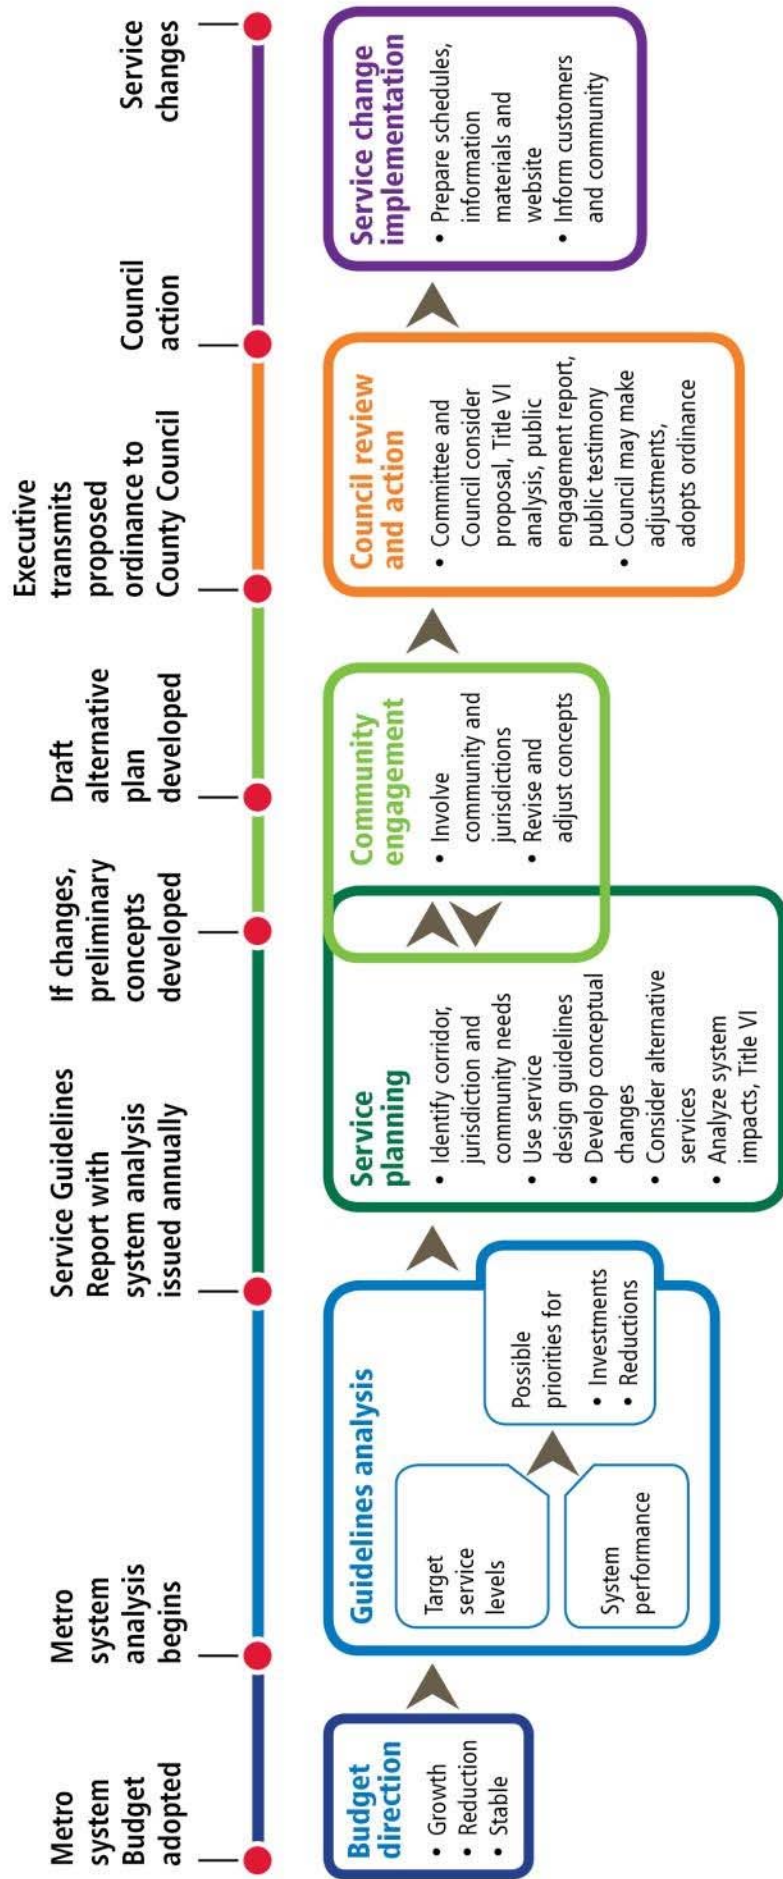 Metro
system
Budget
adopted
Metro
system
analysis
begins
Service Guidelines
Report with
system analysis
issued annually
If changes,
preliminary
concepts
developed
Draft
alternative
plan
developed
Executive
transmits
proposed
ordinance to
County Council
Council
action
Service
changes
Budget
direction
• Growth
• Reduction
• Stable
Guidelines analysis
Target
service
levels
System
performance
Possible
priorities for
• Investments
• Reductions
Service
planning
• Identify corridor,
jurisdiction and
community needs
• Use service
design guidelines
• Develop conceptual
changes
• Consider alternative
services
• Analyze system
impacts, Title VI
Community
engagement
• Involve
community and
jurisdictions
• Revise and
adjust concepts
Council review
and action
• Committee and
Council consider
proposal, Title VI
analysis, public
engagement report,
public testimony
• Council may make
adjustments,
adopts ordinance
Service change
implementation
• Prepare schedules,
information
materials and
website
• Inform customers
and community